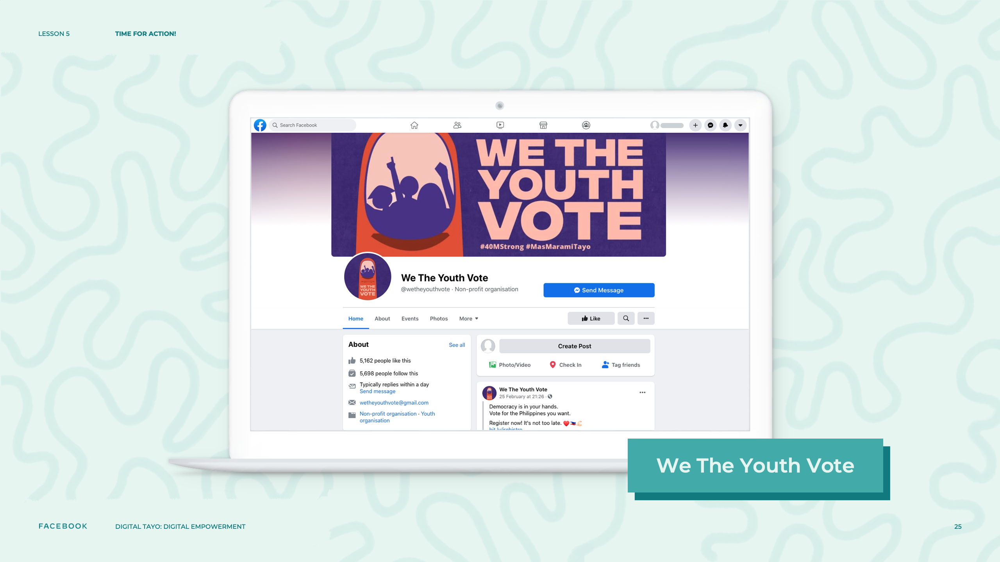 LESSON 5
TIME FOR ACTION!
Search Facebook
WE THE
YOUTH
VOTE
#40MStrong #MasMaramiTayo
WE THE
YOUTH
VOTE
We The Youth Vote
@wetheyouthvote · Non-profit organisation
Send Message
Home
About
Events
Photos
More
Like
About
See all
5,162 people like this
5,698 people follow this
Typically replies within a day
Send message
wetheyouthvote@gmail.com
Non-profit organisation · Youth
organisation
Create Post
Photo/Video
Check In
Tag friends
We The Youth Vote
25 February at 21:26 ·
Democracy is in your hands.
Vote for the Philippines you want.
Register now! It's not too late. ❤️🇵🇭💪🏻
bit.ly/irehistro
We The Youth Vote
FACEBOOK
DIGITAL TAYO: DIGITAL EMPOWERMENT
25